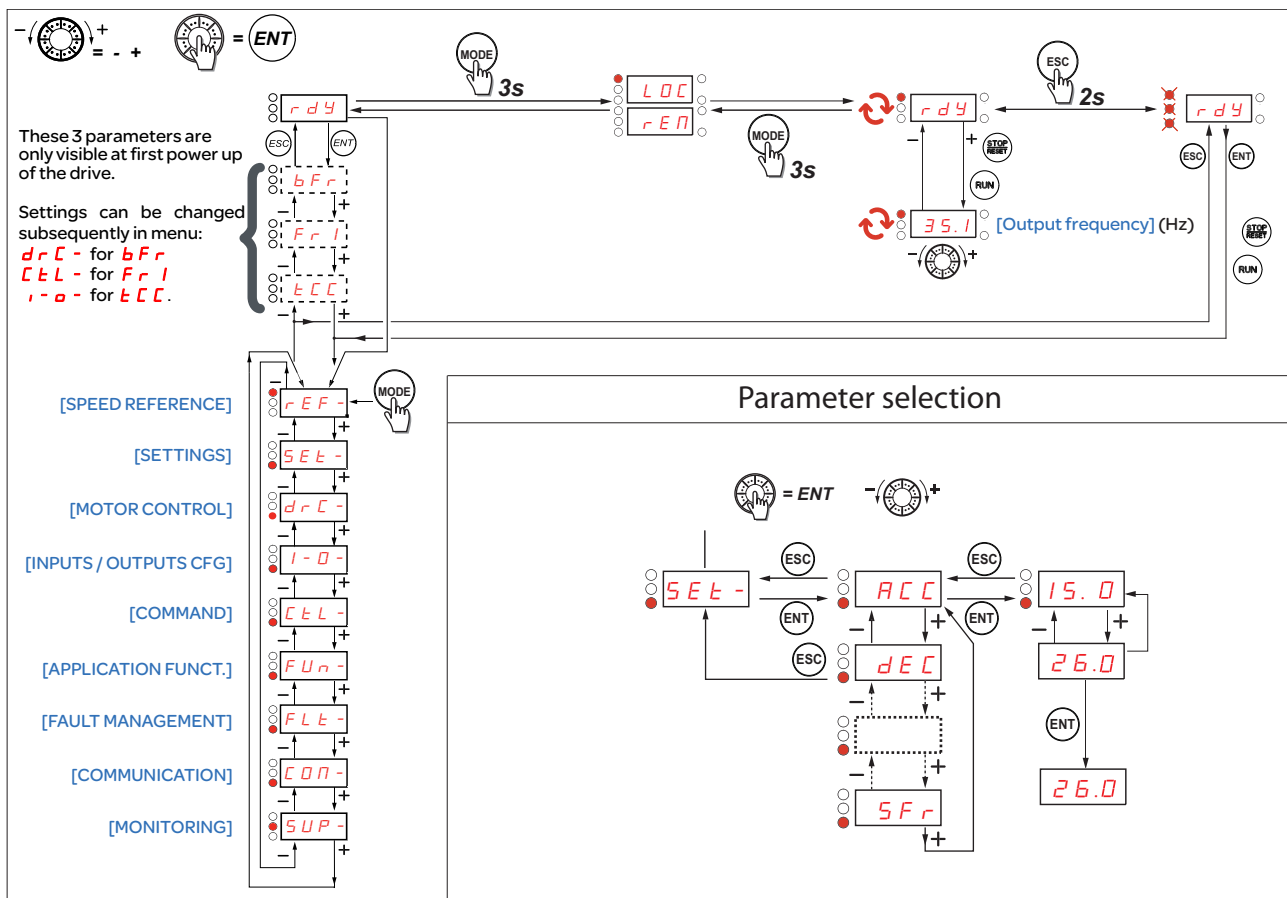 - + = - +
= ENT
MODE
3s
LOC
rEM
MODE
3s
rdY
ESC
2s
rdY
rdY
ESC
ENT
These 3 parameters are
only visible at first power up
of the drive.
Settings can be changed
subsequently in menu:
drC - for bFr
CtL - for Fr1
i-o- for tCC.
bFr
- +
Fr1
- +
tCC
- +
- +
STOP
RESET
RUN
35.1
[Output frequency] (Hz)
- +
ESC
ENT
STOP
RESET
RUN
MODE
[SPEED REFERENCE]
-
rEF-
- +
[SETTINGS]
SEt-
- +
[MOTOR CONTROL]
drC-
- +
[INPUTS / OUTPUTS CFG]
I-O-
- +
[COMMAND]
CtL-
- +
[APPLICATION FUNCT.]
FUn-
- +
[FAULT MANAGEMENT]
FLt-
- +
[COMMUNICATION]
COM-
- +
[MONITORING]
SUP-
- +
Parameter selection
= ENT
- +
SEt-
ESC
ENT
ACC
ESC
ENT
15.0
- +
- +
ESC
dEC
26.0
- +
ENT
- +
26.0
SFr
+